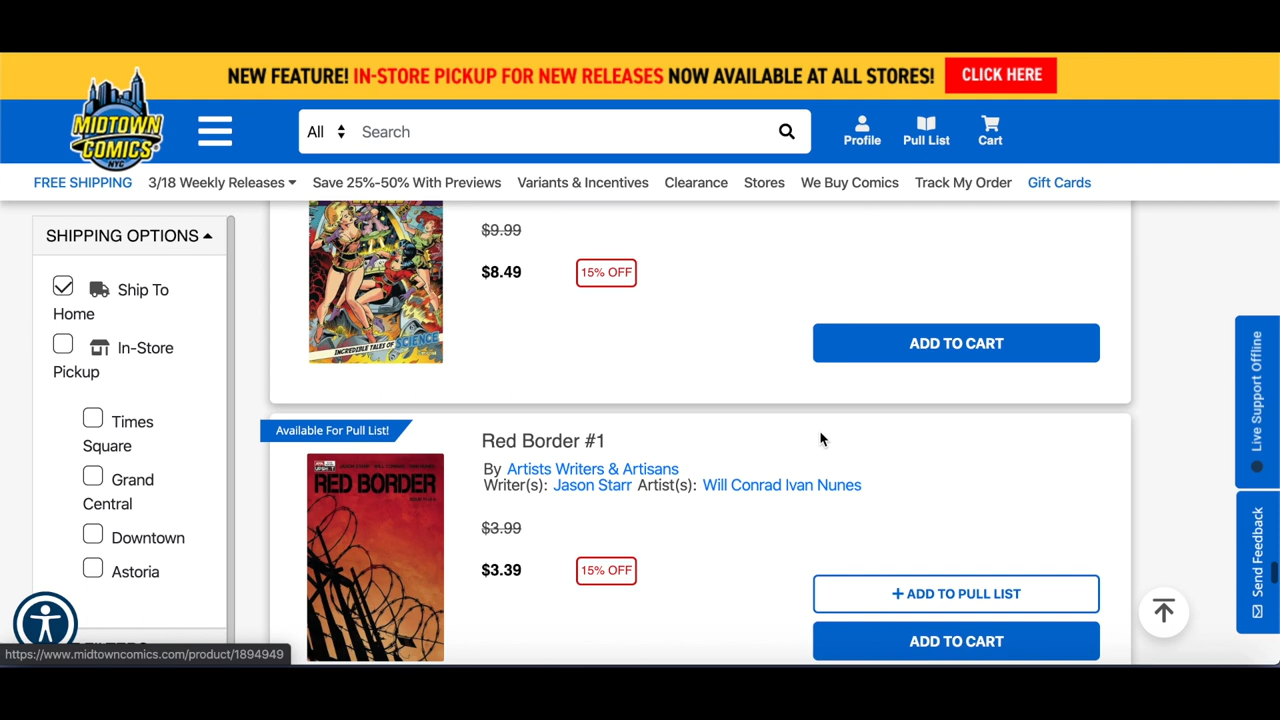 NEW FEATURE! IN-STORE PICKUP FOR NEW RELEASES NOW AVAILABLE AT ALL STORES!
CLICK HERE
MIDTOWN
COMICS
NYC
All
Search
Profile
Pull List
Cart
FREE SHIPPING
3/18 Weekly Releases
Save 25%-50% With Previews
Variants & Incentives
Clearance
Stores
We Buy Comics
Track My Order
Gift Cards
SHIPPING OPTIONS
Ship To
Home
In-Store
Pickup
Times
Square
Grand
Central
Downtown
Astoria
INCREDIBLE TALES OF SCIENCE
$9.99
$8.49
15% OFF
ADD TO CART
Available For Pull List!
Red Border #1
By Artists Writers & Artisans
Writer(s): Jason Starr Artist(s): Will Conrad Ivan Nunes
RED BORDER
$3.99
$3.39
15% OFF
+ ADD TO PULL LIST
ADD TO CART
Live Support Offline
Send Feedback
https://www.midtowncomics.com/product/1894949